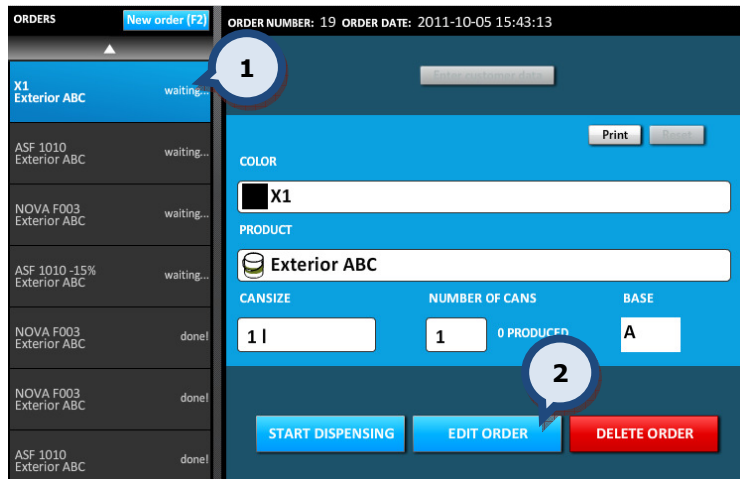 ORDERS
New order (F2)
ORDER NUMBER: 19 ORDER DATE: 2011-10-05 15:43:13
1
X1
Exterior ABC
waiting...
Enter customer data
ASF 1010
Exterior ABC
waiting...
NOVA F003
Exterior ABC
waiting...
ASF 1010 -15%
Exterior ABC
waiting...
NOVA F003
Exterior ABC
done!
NOVA F003
Exterior ABC
done!
ASF 1010
Exterior ABC
done!
Print
Reset
COLOR
X1
PRODUCT
Exterior ABC
CANSIZE
NUMBER OF CANS
BASE
1 l
1
0 PRODUCED
A
2
START DISPENSING
EDIT ORDER
DELETE ORDER